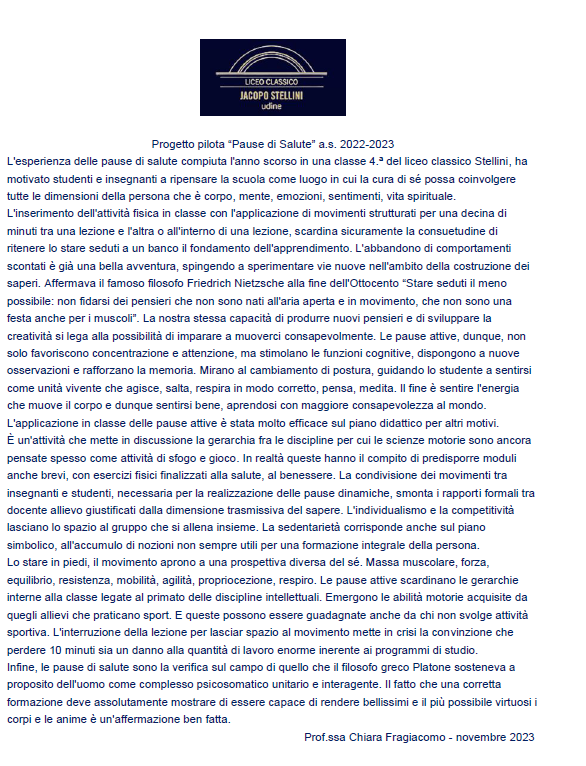 LICEO CLASSICO
JACOPO STELLINI
udine
Progetto pilota “Pause di Salute” a.s. 2022-2023
L'esperienza delle pause di salute compiuta l'anno scorso in una classe 4.ª del liceo classico Stellini, ha
motivato studenti e insegnanti a ripensare la scuola come luogo in cui la cura di sé possa coinvolgere
tutte le dimensioni della persona che è corpo, mente, emozioni, sentimenti, vita spirituale.
L'inserimento dell'attività fisica in classe con l'applicazione di movimenti strutturati per una decina di
minuti tra una lezione e l'altra o all'interno di una lezione, scardina sicuramente la consuetudine di
ritenere lo stare seduti a un banco il fondamento dell'apprendimento. L'abbandono di comportamenti
scontati è già una bella avventura, spingendo a sperimentare vie nuove nell'ambito della costruzione dei
saperi. Affermava il famoso filosofo Friedrich Nietzsche alla fine dell'Ottocento “Stare seduti il meno
possibile: non fidarsi dei pensieri che non sono nati all'aria aperta e in movimento, che non sono una
festa anche per i muscoli”. La nostra stessa capacità di produrre nuovi pensieri e di sviluppare la
creatività si lega alla possibilità di imparare a muoverci consapevolmente. Le pause attive, dunque, non
solo favoriscono concentrazione e attenzione, ma stimolano le funzioni cognitive, dispongono a nuove
osservazioni e rafforzano la memoria. Mirano al cambiamento di postura, guidando lo studente a sentirsi
come unità vivente che agisce, salta, respira in modo corretto, pensa, medita. Il fine è sentire l'energia
che muove il corpo e dunque sentirsi bene, aprendosi con maggiore consapevolezza al mondo.
L'applicazione in classe delle pause attive è stata molto efficace sul piano didattico per altri motivi.
È un'attività che mette in discussione la gerarchia fra le discipline per cui le scienze motorie sono ancora
pensate spesso come attività di sfogo e gioco. In realtà queste hanno il compito di predisporre moduli
anche brevi, con esercizi fisici finalizzati alla salute, al benessere. La condivisione dei movimenti tra
insegnanti e studenti, necessaria per la realizzazione delle pause dinamiche, smonta i rapporti formali tra
docente allievo giustificati dalla dimensione trasmissiva del sapere. L'individualismo e la competitività
lasciano lo spazio al gruppo che si allena insieme. La sedentarietà corrisponde anche sul piano
simbolico, all'accumulo di nozioni non sempre utili per una formazione integrale della persona.
Lo stare in piedi, il movimento aprono a una prospettiva diversa del sé. Massa muscolare, forza,
equilibrio, resistenza, mobilità, agilità, propriocezione, respiro. Le pause attive scardinano le gerarchie
interne alla classe legate al primato delle discipline intellettuali. Emergono le abilità motorie acquisite da
quegli allievi che praticano sport. E queste possono essere guadagnate anche da chi non svolge attività
sportiva. L'interruzione della lezione per lasciar spazio al movimento mette in crisi la convinzione che
perdere 10 minuti sia un danno alla quantità di lavoro enorme inerente ai programmi di studio.
Infine, le pause di salute sono la verifica sul campo di quello che il filosofo greco Platone sosteneva a
proposito dell'uomo come complesso psicosomatico unitario e interagente. Il fatto che una corretta
formazione deve assolutamente mostrare di essere capace di rendere bellissimi e il più possibile virtuosi i
corpi e le anime è un'affermazione ben fatta.
Prof.ssa Chiara Fragiacomo - novembre 2023